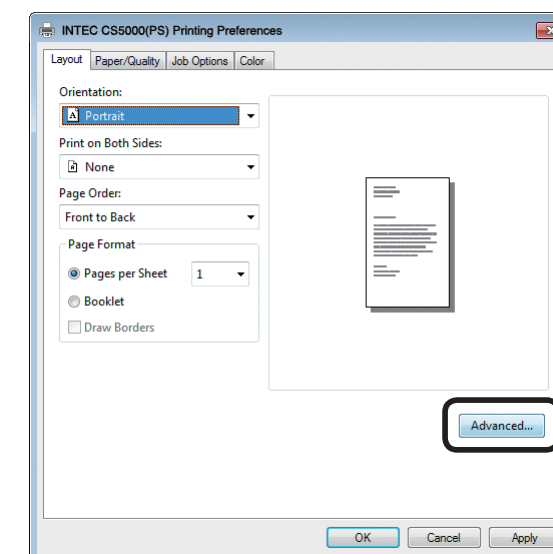 INTEC CS5000(PS) Printing Preferences
Layout Paper/Quality Job Options Color
Orientation:
A Portrait
Print on Both Sides:
None
Page Order:
Front to Back
Page Format
Pages per Sheet 1
Booklet
Draw Borders
Advanced...
OK Cancel Apply